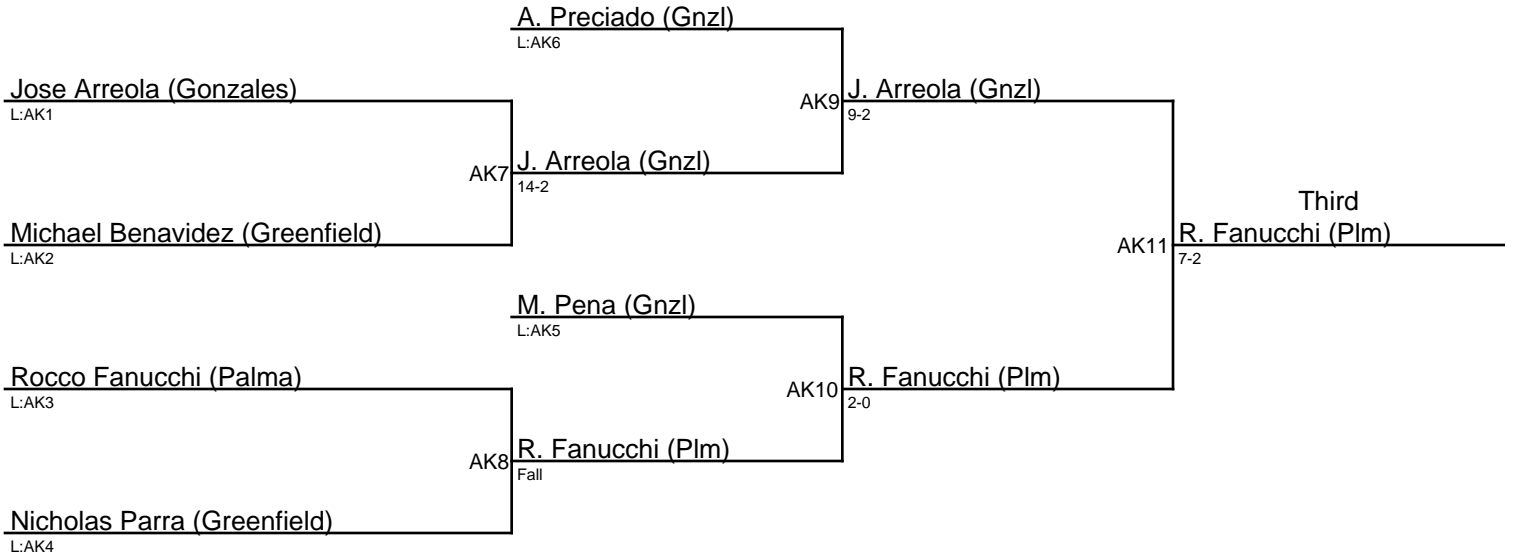 A. Preciado (Gnzl)
L:AK6
Jose Arreola (Gonzales)
L:AK1
AK9
J. Arreola (Gnzl)
9-2
AK7
J. Arreola (Gnzl)
14-2
Third
Michael Benavidez (Greenfield)
L:AK2
AK11
R. Fanucchi (Plm)
7-2
M. Pena (Gnzl)
L:AK5
Rocco Fanucchi (Palma)
L:AK3
AK10
R. Fanucchi (Plm)
2-0
AK8
R. Fanucchi (Plm)
Fall
Nicholas Parra (Greenfield)
L:AK4